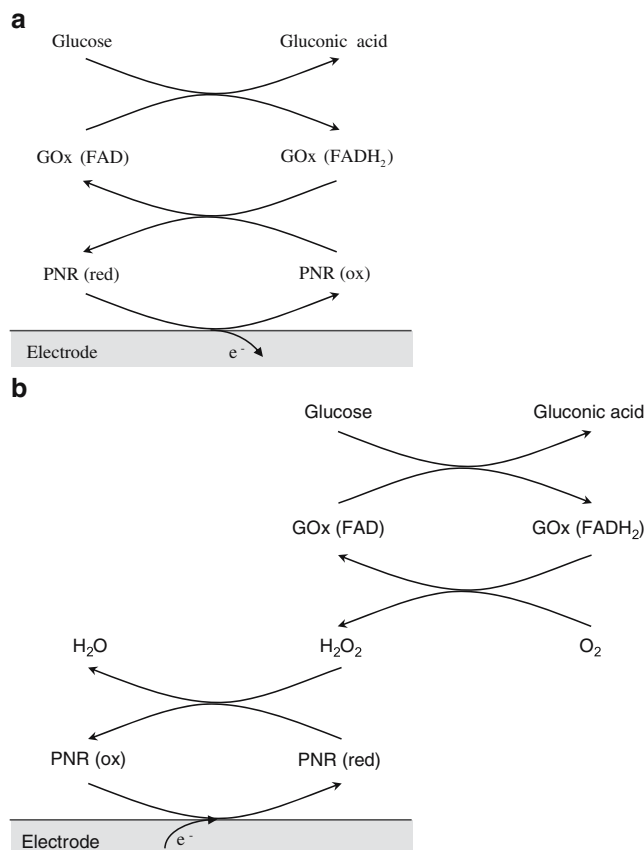 a
Glucose Gluconic acid
GOx (FAD) GOx (FADH₂)
PNR (red) PNR (ox)
Electrode e⁻
b
Glucose Gluconic acid
GOx (FAD) GOx (FADH₂)
H₂O H₂O₂ O₂
PNR (ox) PNR (red)
Electrode e⁻